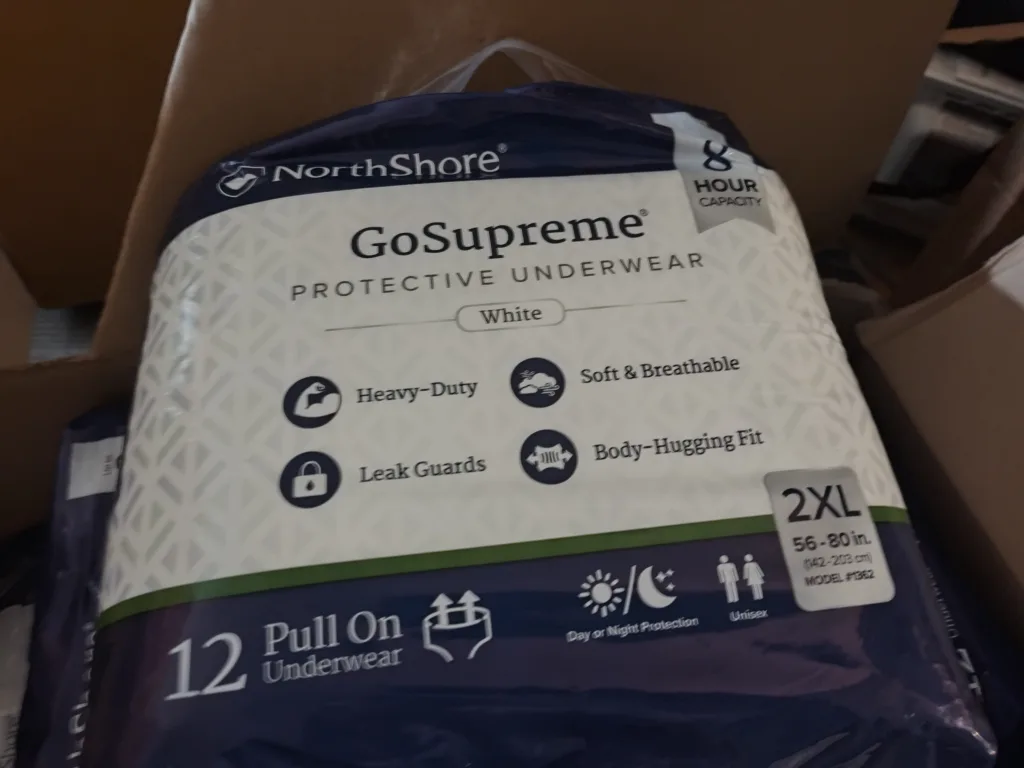 NorthShore®
8
HOUR
CAPACITY
GoSupreme®
PROTECTIVE UNDERWEAR
White
Heavy-Duty
Soft & Breathable
Leak Guards
Body-Hugging Fit
2XL
56-80 in.
(142-203 cm)
MODEL #1362
12 Pull On
Underwear
Day or Night Protection
Unisex